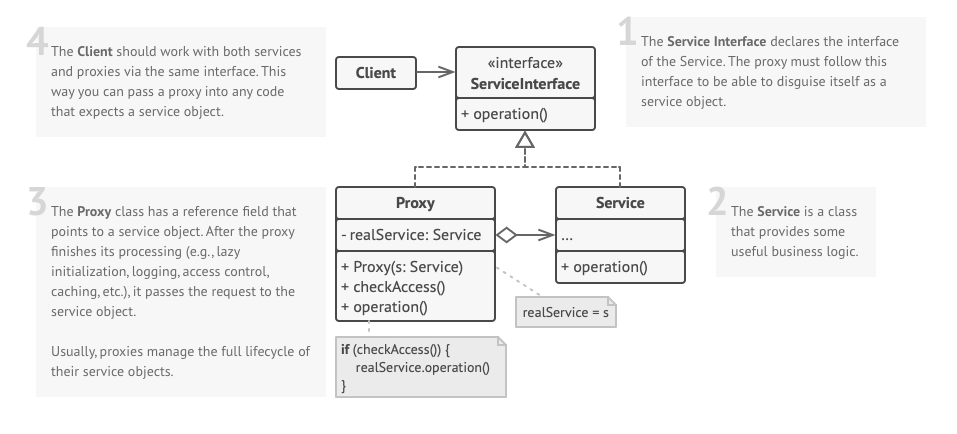 4
The Client should work with both services
and proxies via the same interface. This
way you can pass a proxy into any code
that expects a service object.
Client
«interface»
ServiceInterface
+ operation()
1
The Service Interface declares the interface
of the Service. The proxy must follow this
interface to be able to disguise itself as a
service object.
3
The Proxy class has a reference field that
points to a service object. After the proxy
finishes its processing (e.g., lazy
initialization, logging, access control,
caching, etc.), it passes the request to the
service object.
Usually, proxies manage the full lifecycle of
their service objects.
Proxy
- realService: Service
+ Proxy(s: Service)
+ checkAccess()
+ operation()
Service
...
+ operation()
2
The Service is a class
that provides some
useful business logic.
realService = s
if (checkAccess()) {
realService.operation()
}